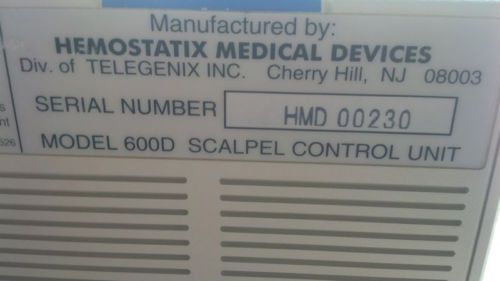 Manufactured by:
HEMOSTATIX MEDICAL DEVICES
Div. of TELEGENIX INC. Cherry Hill, NJ 08003
SERIAL NUMBER HMD 00230
MODEL 600D SCALPEL CONTROL UNIT